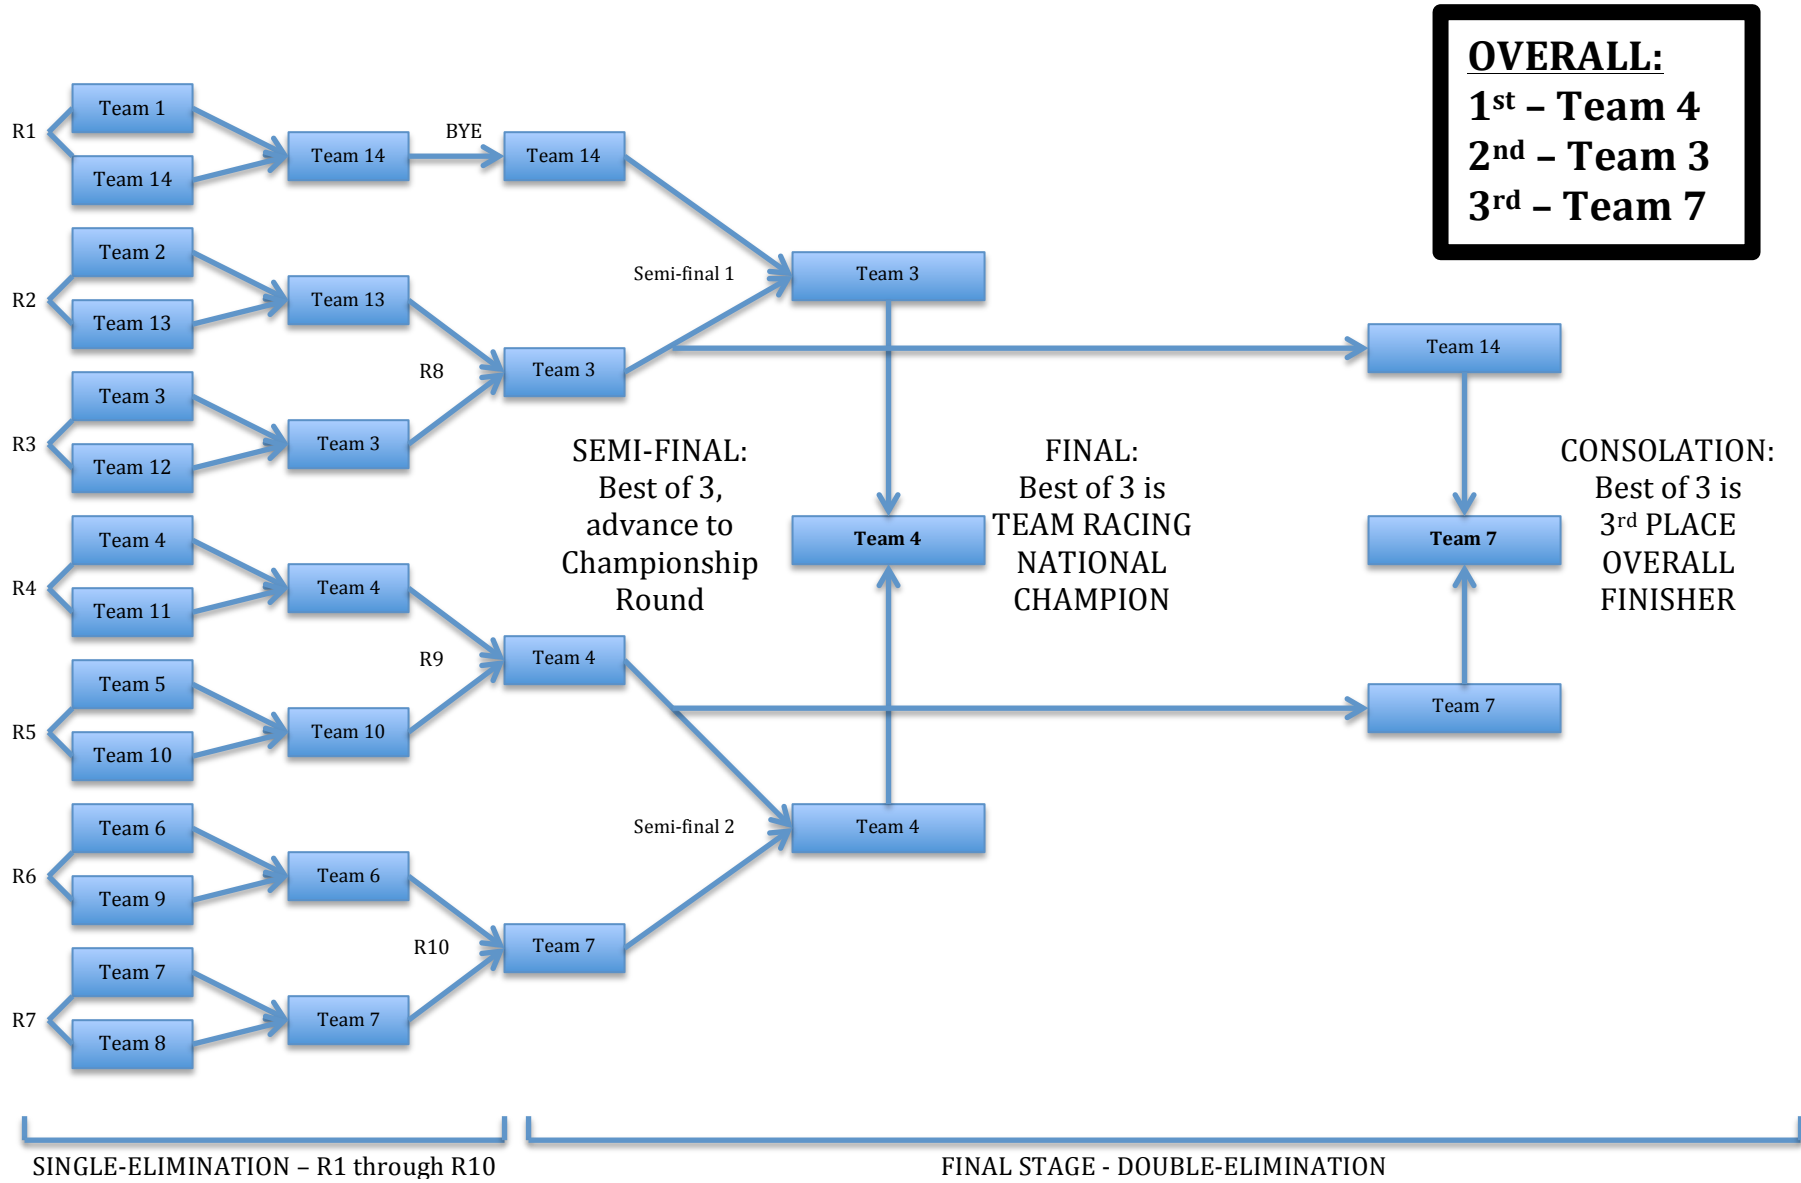 OVERALL:
1st – Team 4
2nd – Team 3
3rd – Team 7
R1
Team 1
Team 14
R2
Team 2
Team 13
R3
Team 3
Team 12
R4
Team 4
Team 11
R5
Team 5
Team 10
R6
Team 6
Team 9
R7
Team 7
Team 8
Team 14
Team 13
Team 3
Team 4
Team 10
Team 6
Team 7
BYE
R8
R9
R10
Team 14
Team 3
Team 4
Team 7
Semi-final 1
Semi-final 2
SEMI-FINAL:
Best of 3,
advance to
Championship
Round
Team 3
Team 4
Team 4
FINAL:
Best of 3 is
TEAM RACING
NATIONAL
CHAMPION
Team 14
Team 7
Team 7
CONSOLATION:
Best of 3 is
3rd PLACE
OVERALL
FINISHER
SINGLE-ELIMINATION – R1 through R10
FINAL STAGE - DOUBLE-ELIMINATION